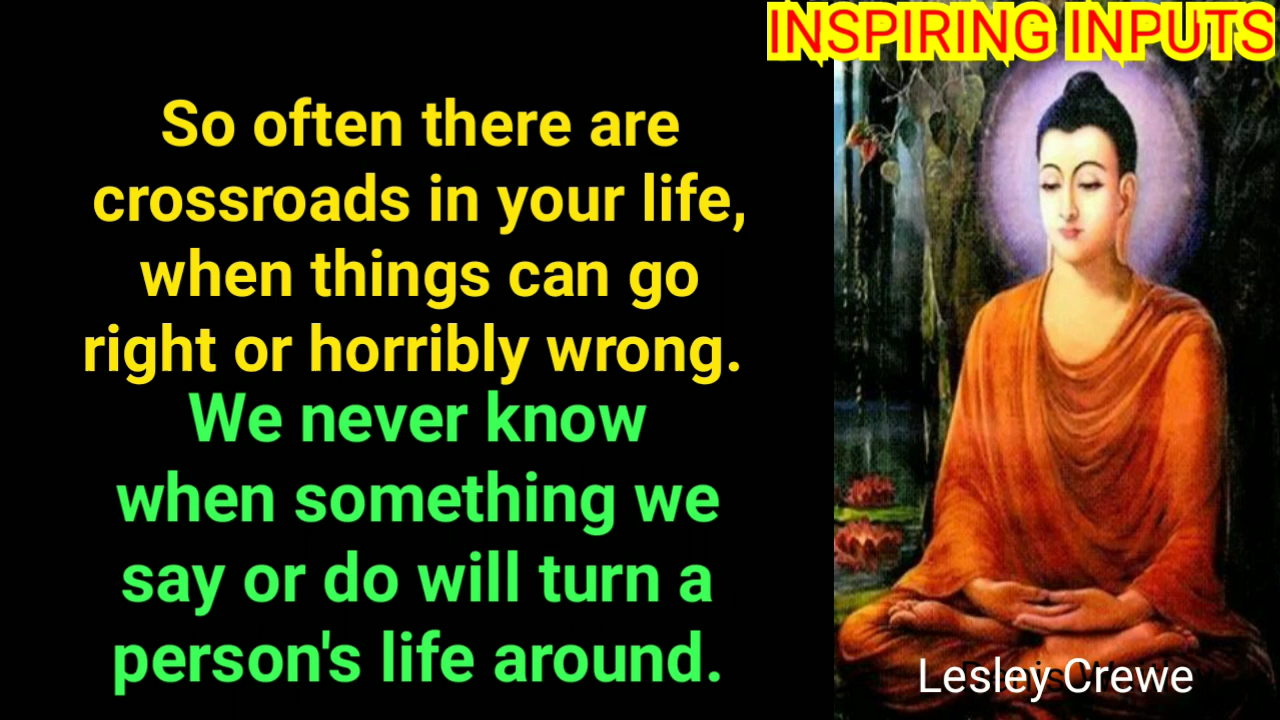 INSPIRING INPUTS
So often there are
crossroads in your life,
when things can go
right or horribly wrong.
We never know
when something we
say or do will turn a
person's life around.
Lesley Crewe